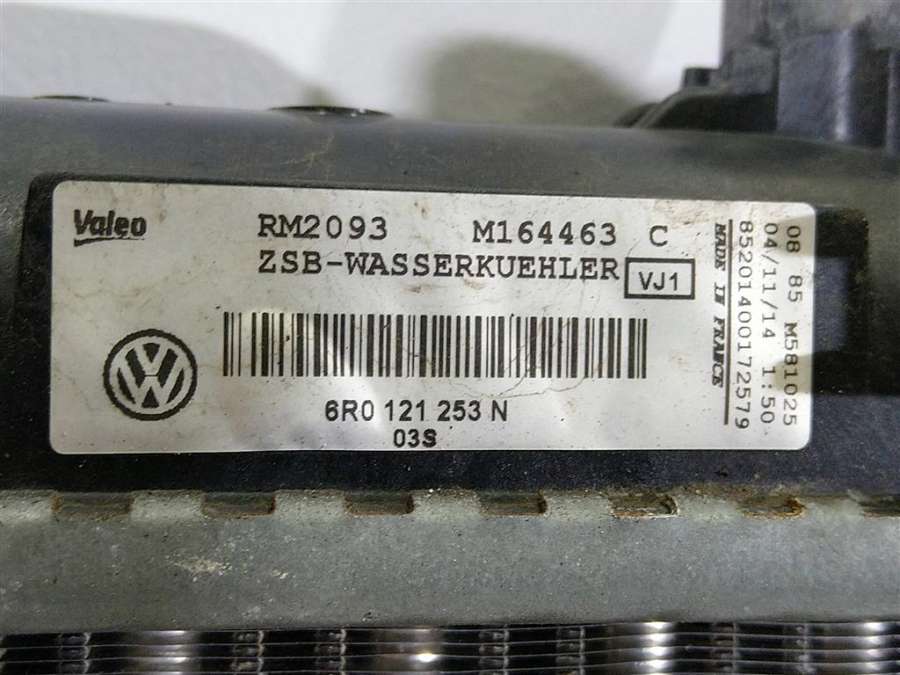 Valeo
RM2093 M164463 C
ZSB-WASSERKUEHLER VJ1
6R0 121 253 N
03S
08 85 M581025
04/11/14 1:50
85201400172579
MADE IN FRANCE